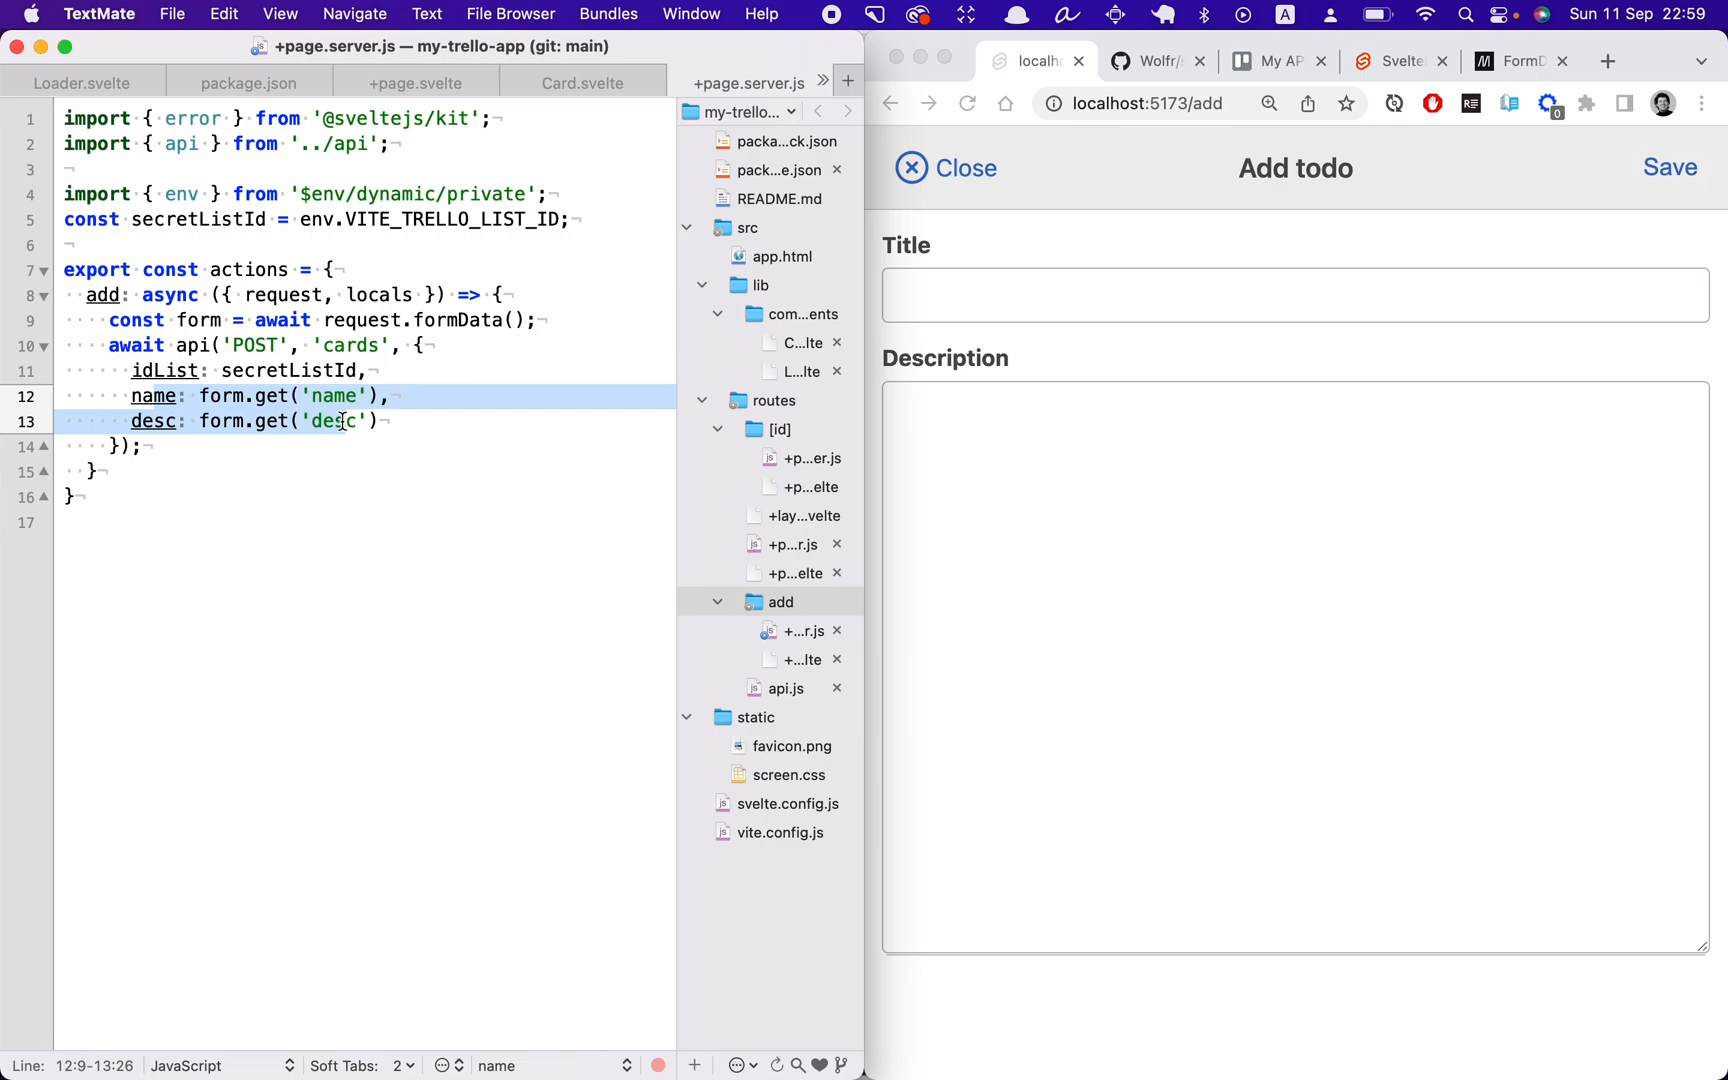 TextMate File Edit View Navigate Text File Browser Bundles Window Help A Sun 11 Sep 22:59
+page.server.js — my-trello-app (git: main)
Loader.svelte package.json +page.svelte Card.svelte +page.server.js
1 import { error } from '@sveltejs/kit';
2 import { api } from '../api';
3
4 import { env } from '$env/dynamic/private';
5 const secretListId = env.VITE_TRELLO_LIST_ID;
6
7 export const actions = {
8 add: async ({ request, locals }) => {
9 const form = await request.formData();
10 await api('POST', 'cards', {
11 idList: secretListId,
12 name: form.get('name'),
13 desc: form.get('desc')
14 });
15 }
16 }
17
my-trello...
packa...ck.json
pack...e.json
README.md
src
app.html
lib
com...ents
C...lte
L...lte
routes
[id]
+p...er.js
+p...elte
+lay...velte
+p...r.js
+p...elte
add
+...r.js
+...lte
api.js
static
favicon.png
screen.css
svelte.config.js
vite.config.js
Line: 12:9-13:26 JavaScript Soft Tabs: 2 name
localh Wolfr/s My AP Svelte FormD
localhost:5173/add
RE
0
Close Add todo Save
Title
Description